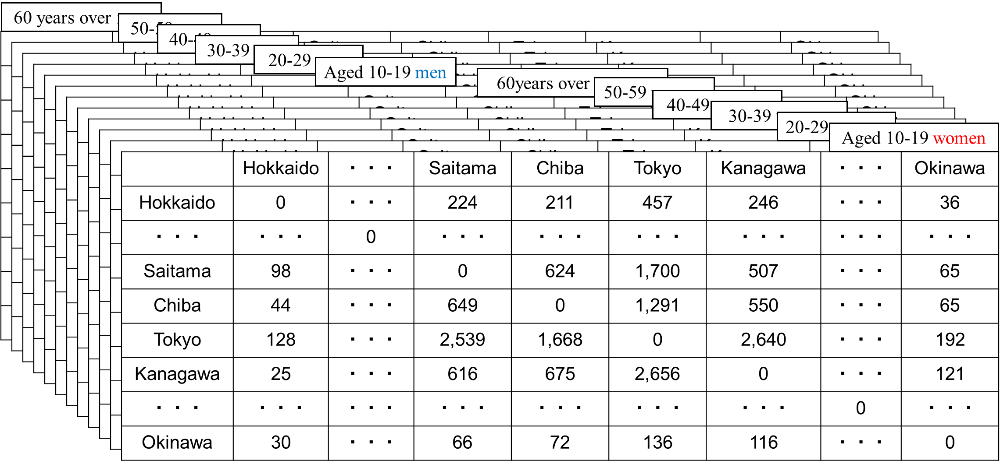 60 years over
50-59
40-4
30-39
20-29
Aged 10-19 men
60years over
50-59
40-49
30-39
20-29
Aged 10-19 women
Hokkaido ・・・ Saitama Chiba Tokyo Kanagawa ・・・ Okinawa
Hokkaido 0 ・・・ 224 211 457 246 ・・・ 36
・・・ ・・・ 0 ・・・ ・・・ ・・・ ・・・ ・・・ ・・・
Saitama 98 ・・・ 0 624 1,700 507 ・・・ 65
Chiba 44 ・・・ 649 0 1,291 550 ・・・ 65
Tokyo 128 ・・・ 2,539 1,668 0 2,640 ・・・ 192
Kanagawa 25 ・・・ 616 675 2,656 0 ・・・ 121
・・・ ・・・ ・・・ ・・・ ・・・ ・・・ ・・・ 0 ・・・
Okinawa 30 ・・・ 66 72 136 116 ・・・ 0